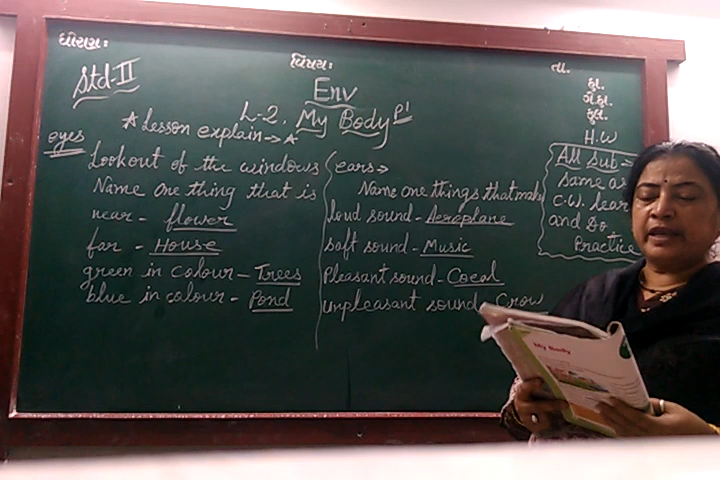 ધોરણઃ
વિષયઃ
તા.
Std-II
Env
L-2. My Body P1
હા.
ગે.હા.
કુલ.
* Lesson explain→ *
H.W
eyes
Lookout of the windows
Name one thing that is
near - flower
far - House
green in colour - Trees
blue in colour - Pond
ears→
Name one things that make
loud sound - Aeroplane
soft sound - Music
Pleasant sound - Cocal
unpleasant sound - Crow
All Sub→
Same as
C.W. lear
and Do
Practice
My Body